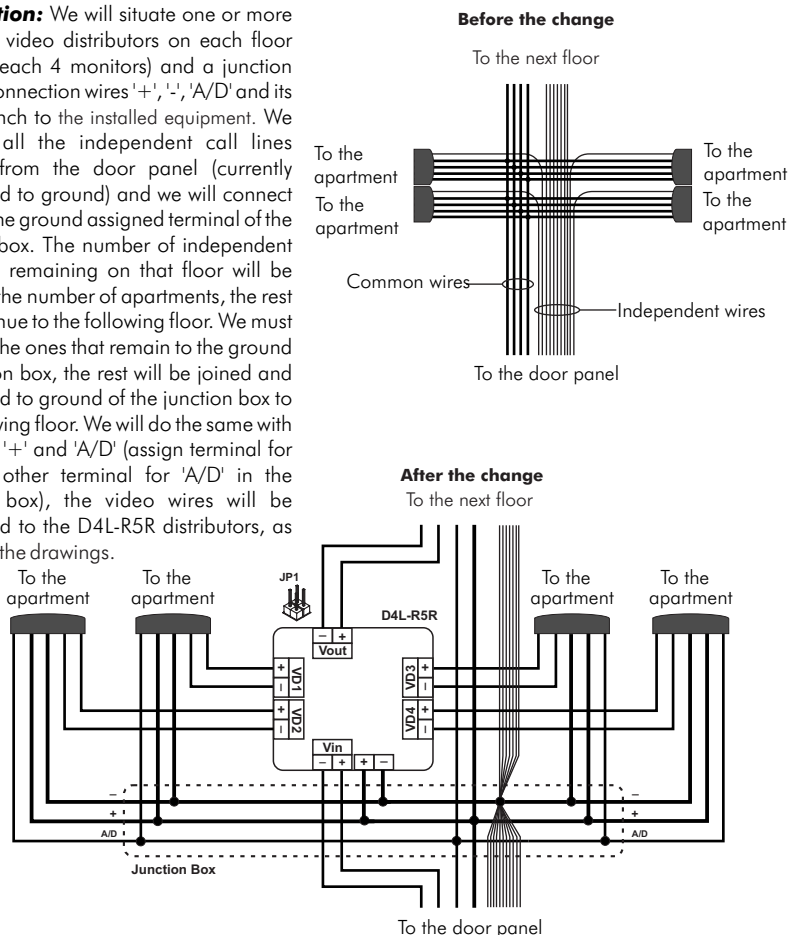 tion: We will situate one or more
video distributors on each floor
each 4 monitors) and a junction
onnection wires '+', '-', 'A/D' and its
nch to the installed equipment. We
all the independent call lines
from the door panel (currently
d to ground) and we will connect
he ground assigned terminal of the
box. The number of independent
remaining on that floor will be
the number of apartments, the rest
nue to the following floor. We must
he ones that remain to the ground
on box, the rest will be joined and
d to ground of the junction box to
ving floor. We will do the same with
'+' and 'A/D' (assign terminal for
other terminal for 'A/D' in the
box), the video wires will be
d to the D4L-R5R distributors, as
the drawings.
Before the change
To the next floor
To the
apartment
To the
apartment
To the
apartment
To the
apartment
Common wires
Independent wires
To the door panel
After the change
To the next floor
To the
apartment
To the
apartment
JP1
D4L-R5R
To the
apartment
To the
apartment
– +
Vout
+
–
VD1
+
–
VD2
VD3
+
–
VD4
+
–
Vin
– + + –
–
+
A/D
–
+
A/D
Junction Box
To the door panel